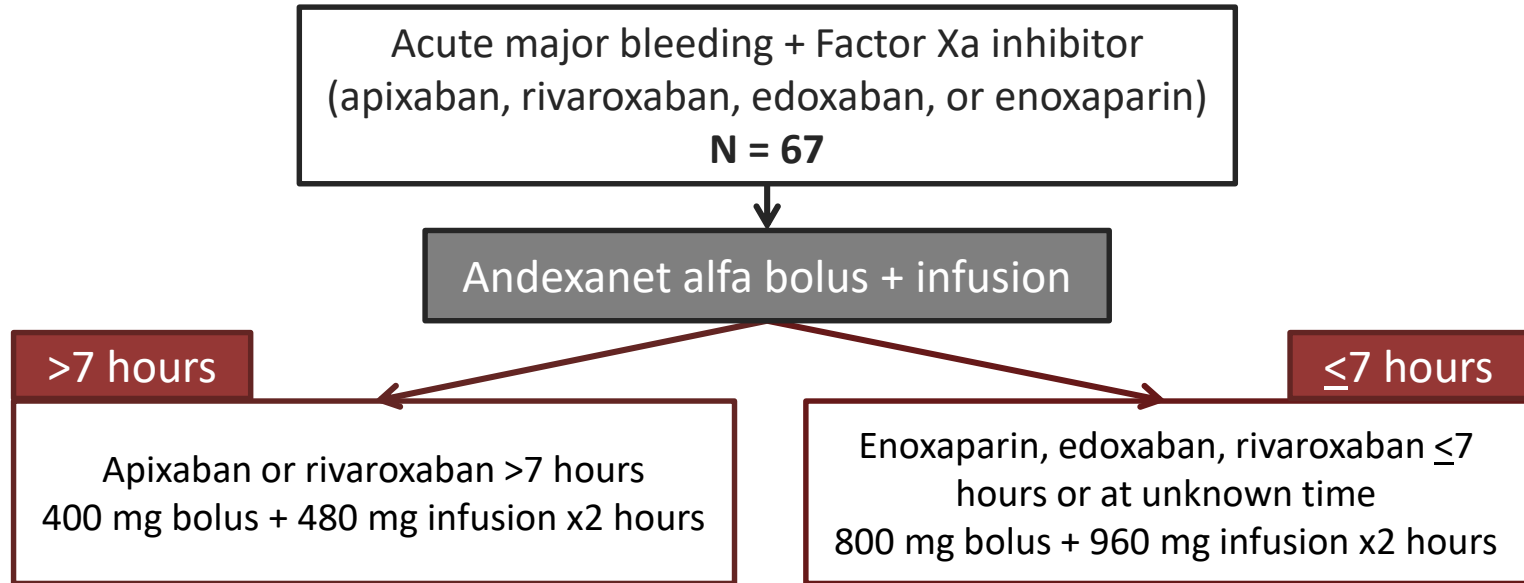 Acute major bleeding + Factor Xa inhibitor
(apixaban, rivaroxaban, edoxaban, or enoxaparin)
N = 67
Andexanet alfa bolus + infusion
>7 hours
≤7 hours
Apixaban or rivaroxaban >7 hours
400 mg bolus + 480 mg infusion x2 hours
Enoxaparin, edoxaban, rivaroxaban ≤7
hours or at unknown time
800 mg bolus + 960 mg infusion x2 hours